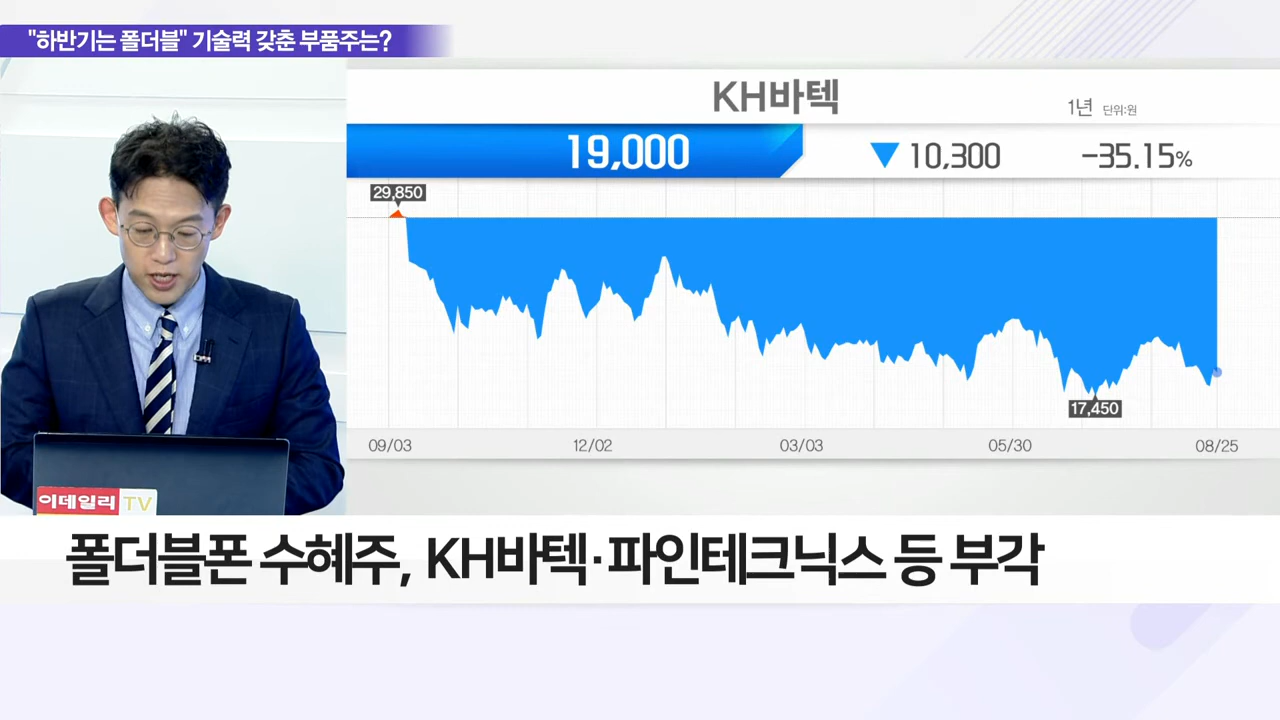 "하반기는 폴더블" 기술력 갖춘 부품주는?
KH바텍
1년 단위:원
19,000 ▼10,300 -35.15%
29,850
17,450
09/03 12/02 03/03 05/30 08/25
이데일리 TV
폴더블폰 수혜주, KH바텍·파인테크닉스 등 부각